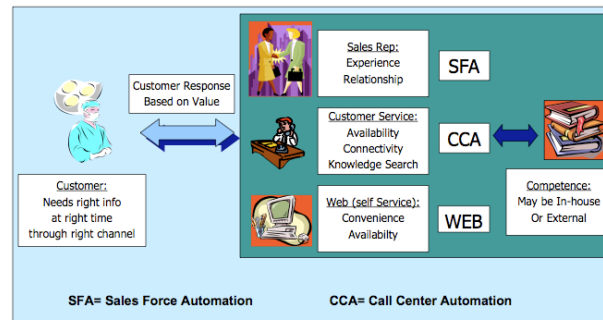 Customer Response
Based on Value
Customer:
Needs right info
at right time
through right channel
Sales Rep:
Experience
Relationship
SFA
Customer Service:
Availability
Connectivity
Knowledge Search
CCA
Web (self Service):
Convenience
Availabilty
WEB
Competence:
May be In-house
Or External
SFA= Sales Force Automation
CCA= Call Center Automation